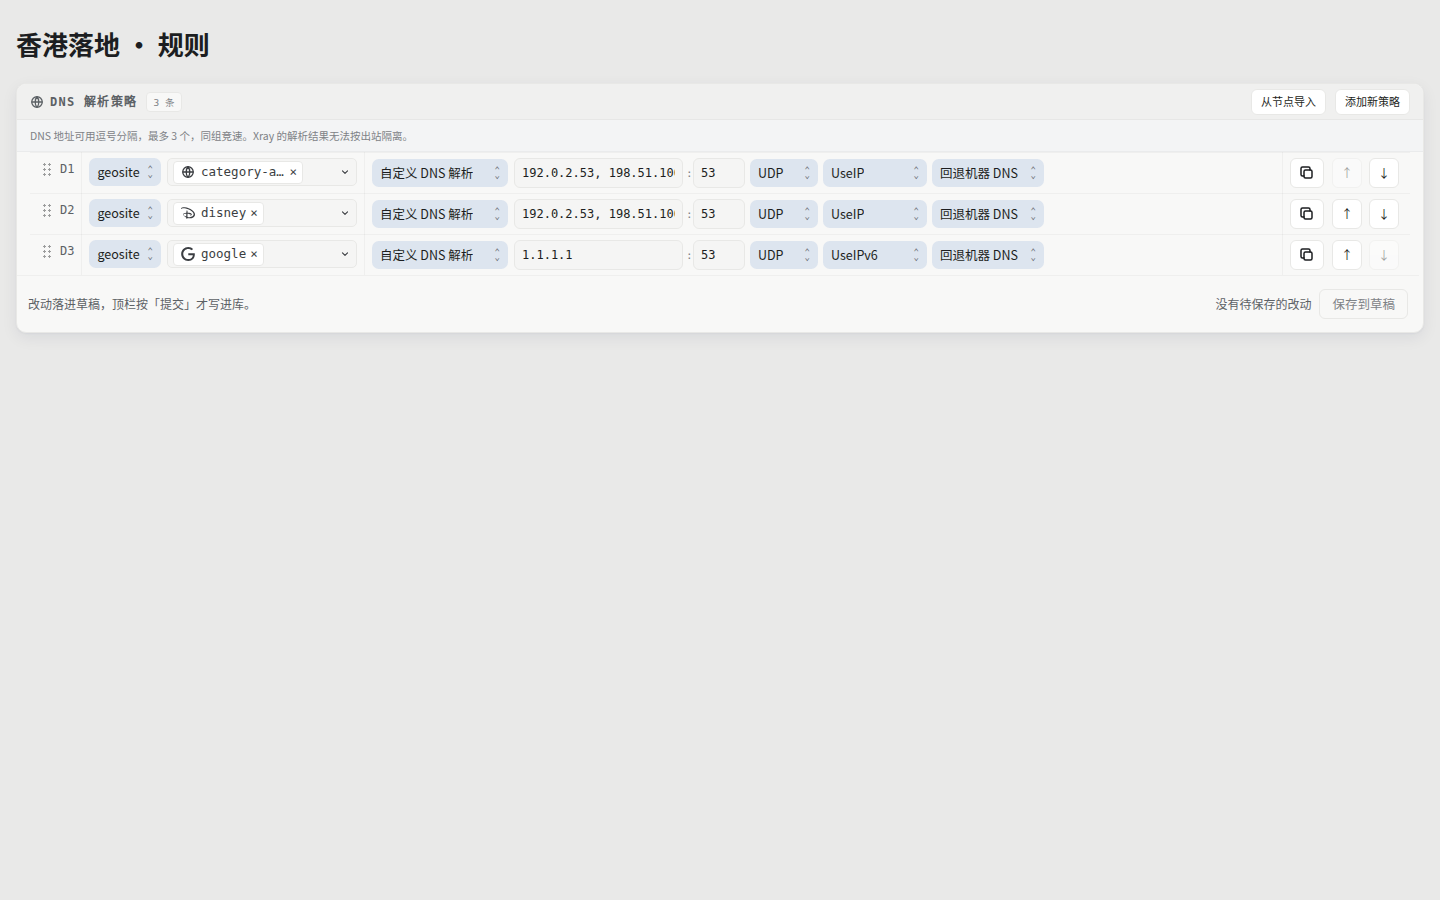 香港落地 · 规则
DNS 解析策略 3 条 从节点导入 添加新策略
DNS 地址可用逗号分隔，最多 3 个，同组竞速。Xray 的解析结果无法按出站隔离。
D1 geosite category-a… × 自定义 DNS 解析 192.0.2.53, 198.51.10 : 53 UDP UseIP 回退机器 DNS ↑ ↓
D2 geosite disney × 自定义 DNS 解析 192.0.2.53, 198.51.10 : 53 UDP UseIP 回退机器 DNS ↑ ↓
D3 geosite google × 自定义 DNS 解析 1.1.1.1 : 53 UDP UseIPv6 回退机器 DNS ↑ ↓
改动落进草稿，顶栏按「提交」才写进库。 没有待保存的改动 保存到草稿